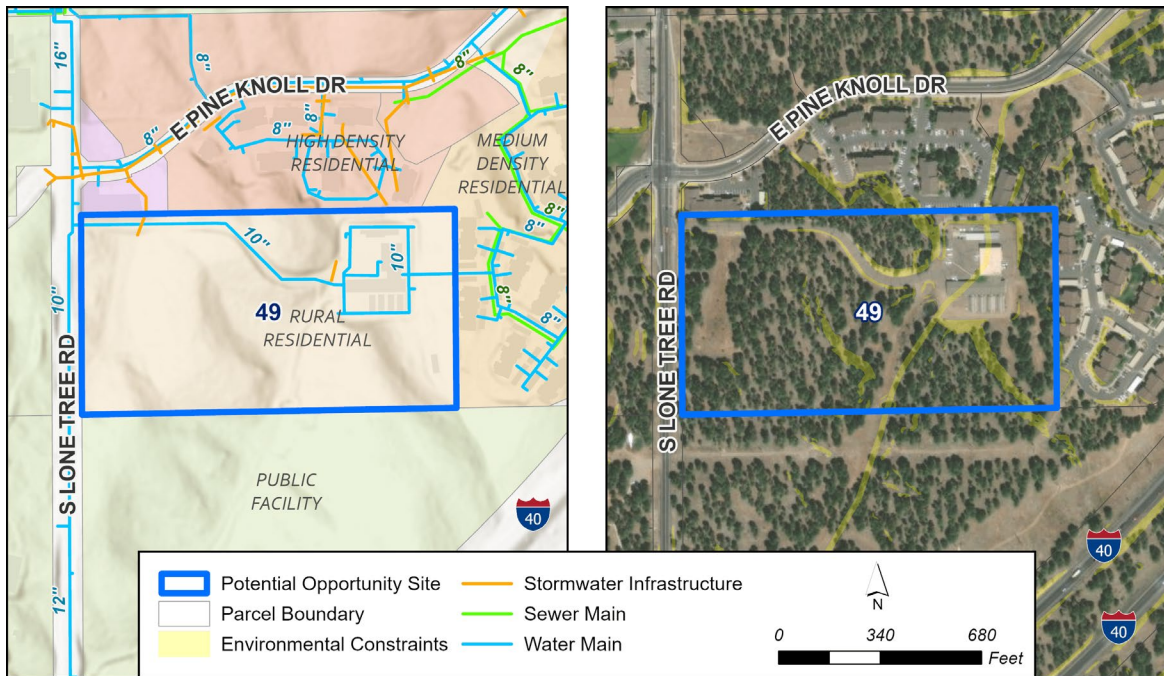 16"
8"
E PINE KNOLL DR
8"
8"
8"
8"
HIGH DENSITY
RESIDENTIAL
MEDIUM
DENSITY
RESIDENTIAL
8"
8"
10"
10"
10"
49
RURAL
RESIDENTIAL
8"
8"
S LONE TREE RD
PUBLIC
FACILITY
40
12"
E PINE KNOLL DR
49
S LONE TREE RD
40
40
Potential Opportunity Site
Parcel Boundary
Environmental Constraints
Stormwater Infrastructure
Sewer Main
Water Main
N
0 340 680
Feet